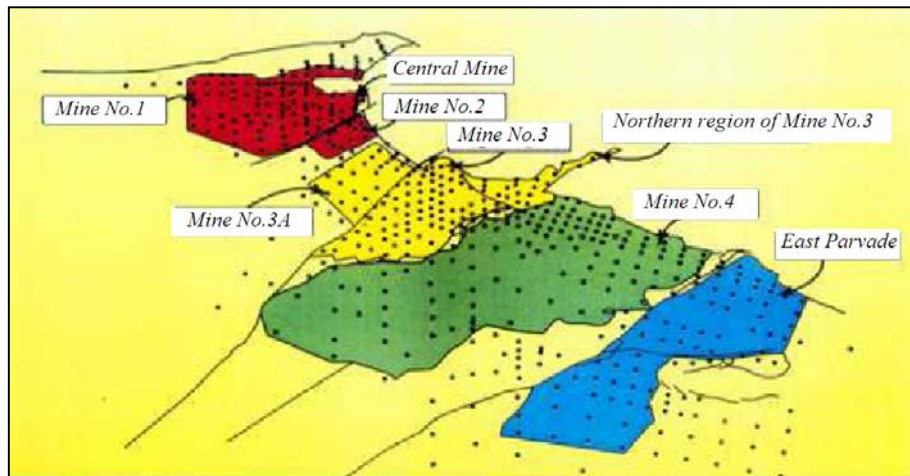 Central Mine
Mine No.1
Mine No.2
Mine No.3
Northern region of Mine No.3
Mine No.3A
Mine No.4
East Parvade